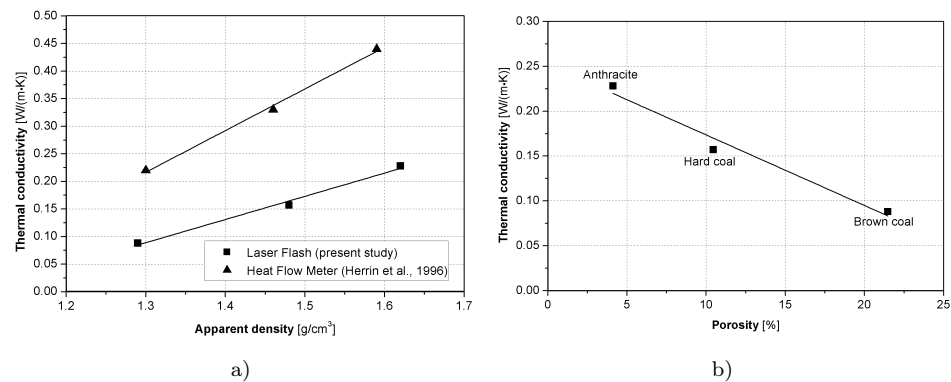 0.50
0.45
0.40
0.35
0.30
0.25
0.20
0.15
0.10
0.05
0.00
Thermal conductivity [W/(m·K)]
Laser Flash (present study)
Heat Flow Meter (Herrin et al., 1996)
1.2 1.3 1.4 1.5 1.6 1.7
Apparent density [g/cm³]
a)
0.30
0.25
0.20
0.15
0.10
0.05
0.00
Thermal conductivity [W/(m·K)]
Anthracite
Hard coal
Brown coal
0 5 10 15 20 25
Porosity [%]
b)